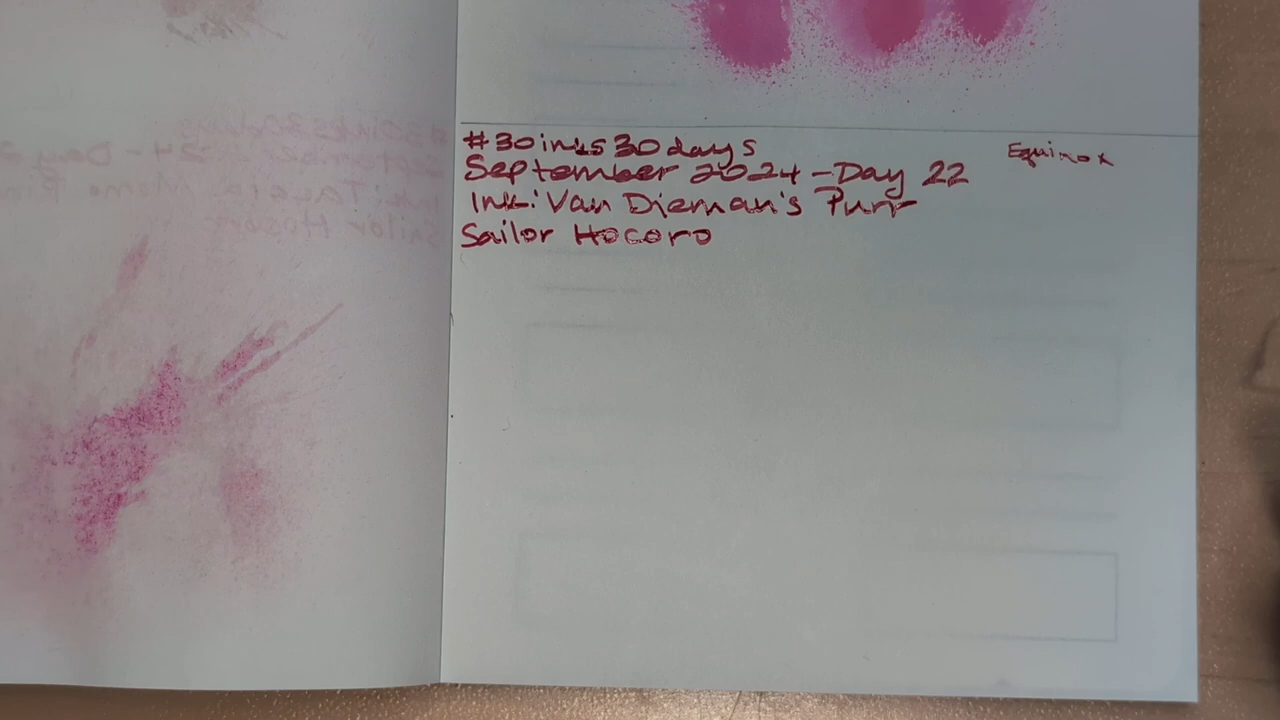 #30inks30days
September 2024 - Day 22
Equinox
Ink: Van Dieman's Purr
Sailor Hocoro